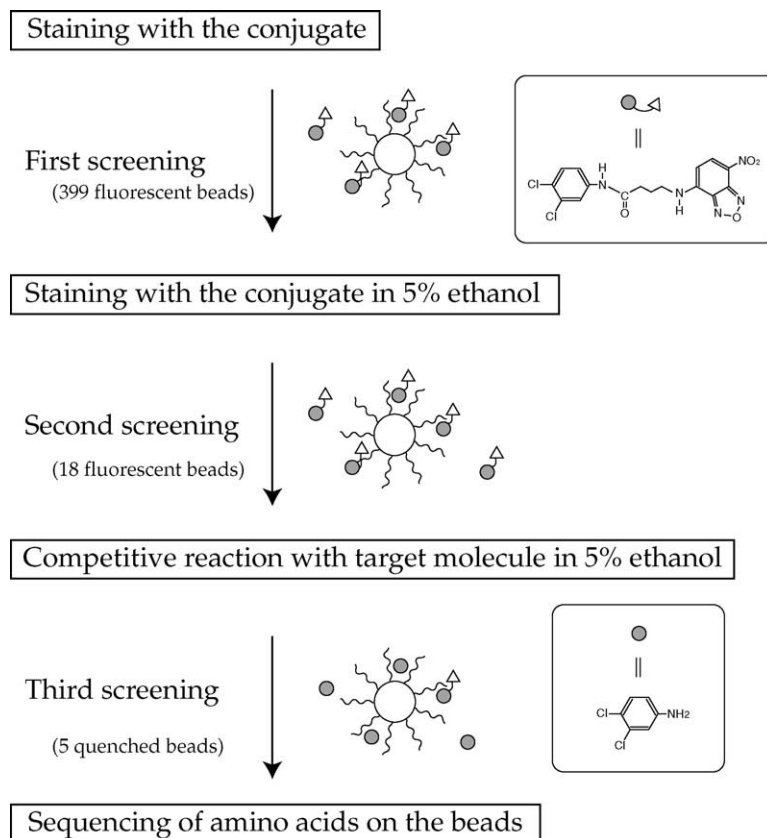 Staining with the conjugate
First screening
(399 fluorescent beads)
Cl
Cl
H
N
C
O
N
H
NO2
N
O
N
Staining with the conjugate in 5% ethanol
Second screening
(18 fluorescent beads)
Competitive reaction with target molecule in 5% ethanol
Third screening
(5 quenched beads)
Cl
Cl
NH2
Sequencing of amino acids on the beads